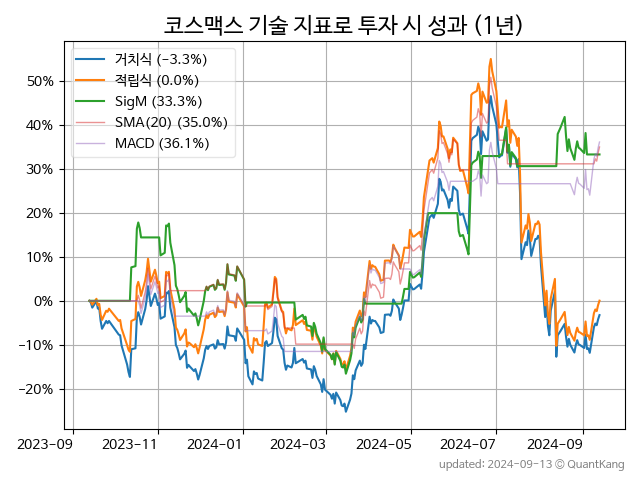 코스맥스 기술 지표로 투자 시 성과 (1년)
거치식 (-3.3%)
적립식 (0.0%)
SigM (33.3%)
SMA(20) (35.0%)
MACD (36.1%)
50%
40%
30%
20%
10%
0%
-10%
-20%
2023-09 2023-11 2024-01 2024-03 2024-05 2024-07 2024-09
updated: 2024-09-13 © QuantKang